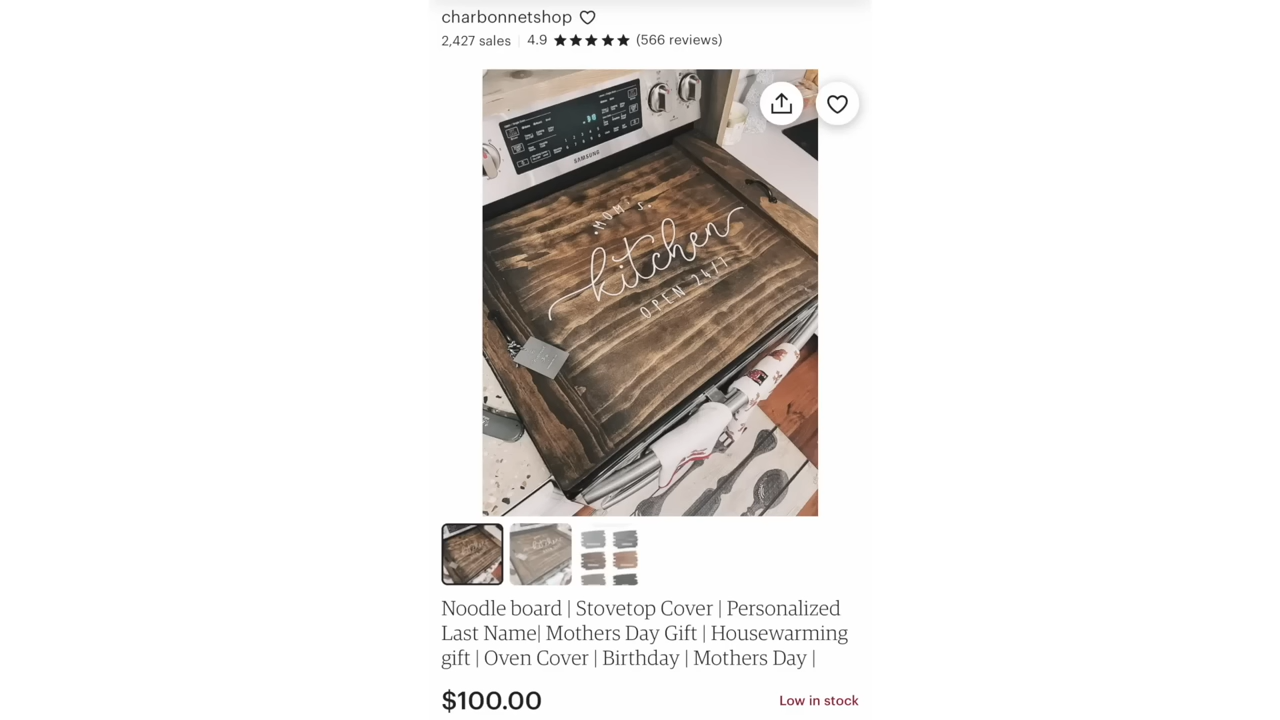 charbonnetshop
2,427 sales | 4.9 ★★★★★ (566 reviews)
SAMSUNG
.MOM'S.
kitchen
OPEN 24/7
Noodle board | Stovetop Cover | Personalized
Last Name| Mothers Day Gift | Housewarming
gift | Oven Cover | Birthday | Mothers Day |
$100.00
Low in stock